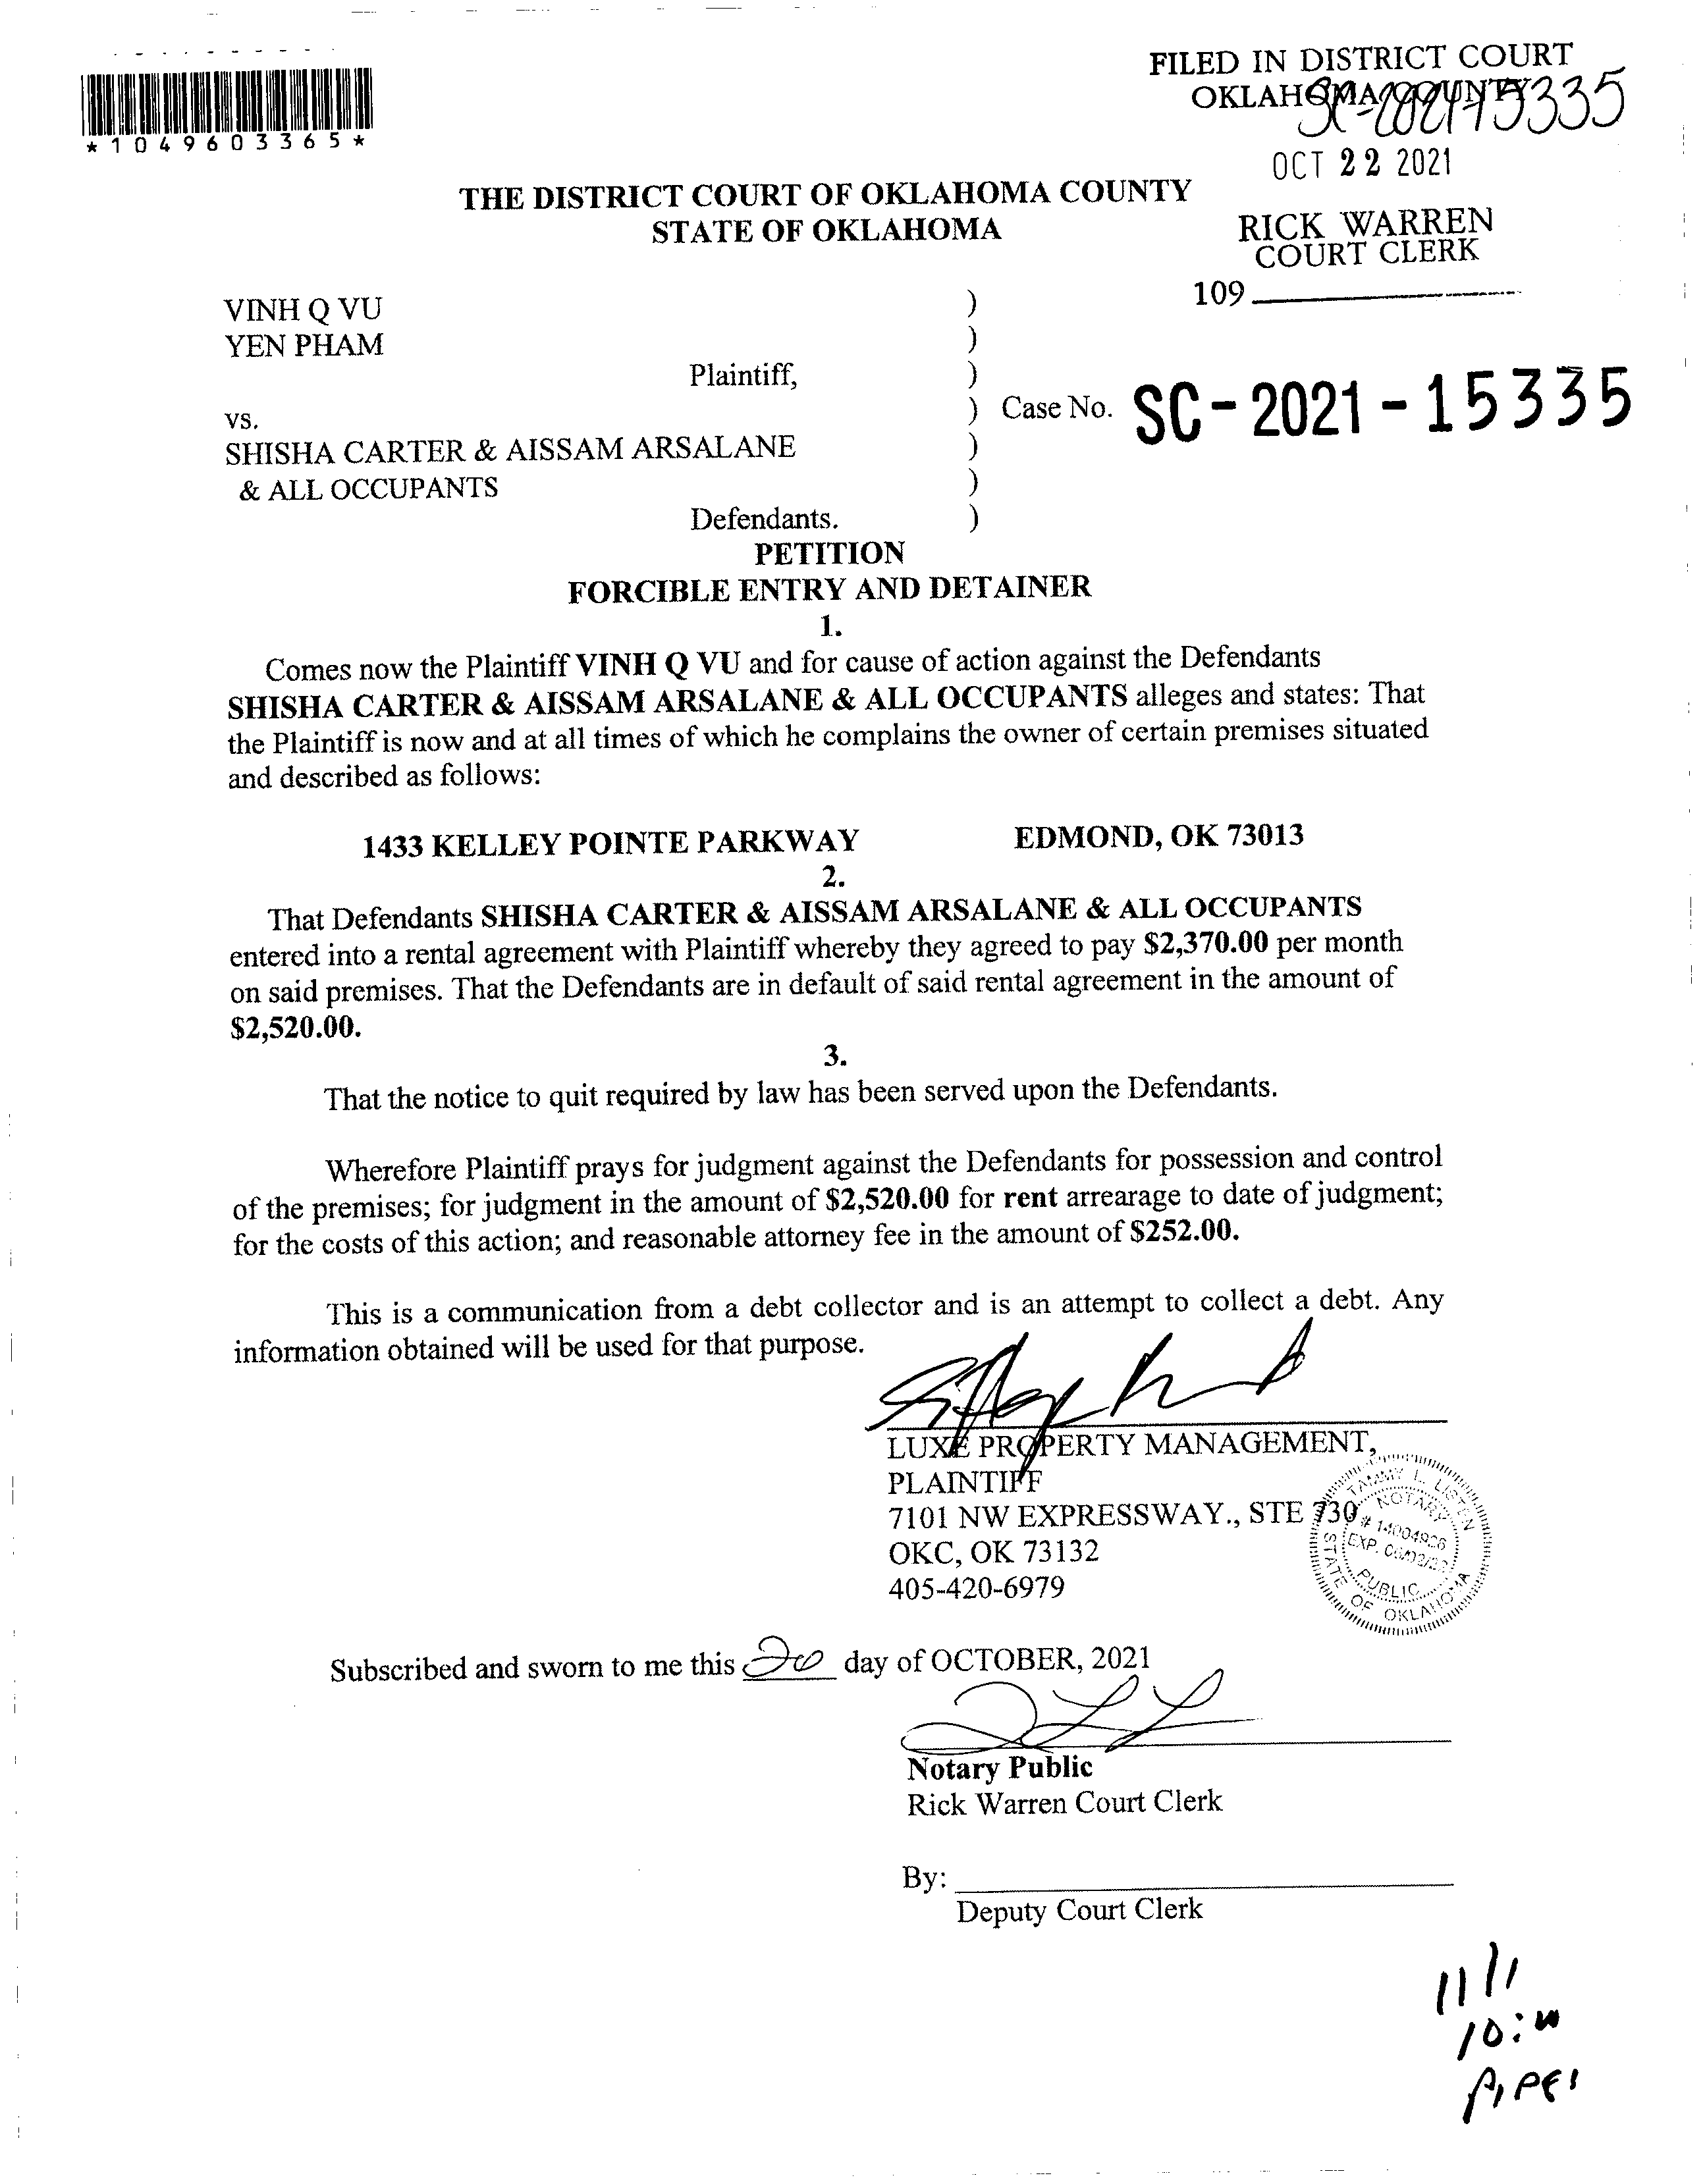 *1049603365*
FILED IN DISTRICT COURT
OKLAHOMA COUNTY
SC-2021-15335
OCT 22 2021
RICK WARREN
COURT CLERK
109
THE DISTRICT COURT OF OKLAHOMA COUNTY
STATE OF OKLAHOMA
VINH Q VU )
YEN PHAM )
Plaintiff, )
vs. ) Case No. SC-2021-15335
SHISHA CARTER & AISSAM ARSALANE )
& ALL OCCUPANTS )
Defendants. )
PETITION
FORCIBLE ENTRY AND DETAINER
1.
Comes now the Plaintiff VINH Q VU and for cause of action against the Defendants
SHISHA CARTER & AISSAM ARSALANE & ALL OCCUPANTS alleges and states: That
the Plaintiff is now and at all times of which he complains the owner of certain premises situated
and described as follows:
1433 KELLEY POINTE PARKWAY EDMOND, OK 73013
2.
That Defendants SHISHA CARTER & AISSAM ARSALANE & ALL OCCUPANTS
entered into a rental agreement with Plaintiff whereby they agreed to pay $2,370.00 per month
on said premises. That the Defendants are in default of said rental agreement in the amount of
$2,520.00.
3.
That the notice to quit required by law has been served upon the Defendants.
Wherefore Plaintiff prays for judgment against the Defendants for possession and control
of the premises; for judgment in the amount of $2,520.00 for rent arrearage to date of judgment;
for the costs of this action; and reasonable attorney fee in the amount of $252.00.
This is a communication from a debt collector and is an attempt to collect a debt. Any
information obtained will be used for that purpose.
LUXE PROPERTY MANAGEMENT,
PLAINTIFF
7101 NW EXPRESSWAY., STE 730
OKC, OK 73132
405-420-6979
TAMMY L. LISTEN
NOTARY
# 14004926
EXP.
PUBLIC
STATE OF OKLAHOMA
Subscribed and sworn to me this 20 day of OCTOBER, 2021
Notary Public
Rick Warren Court Clerk
By:
Deputy Court Clerk
11/1